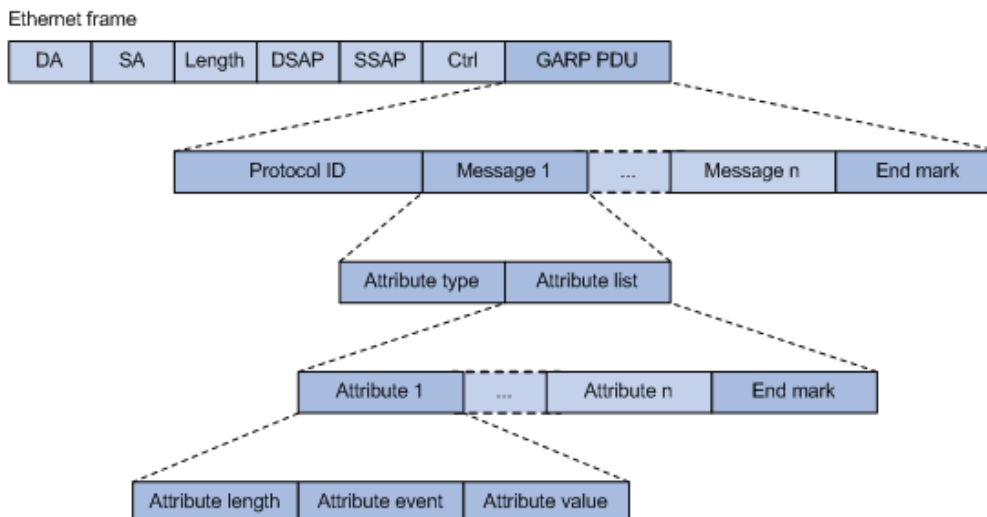 Ethernet frame
DA SA Length DSAP SSAP Ctrl GARP PDU
Protocol ID Message 1 ... Message n End mark
Attribute type Attribute list
Attribute 1 ... Attribute n End mark
Attribute length Attribute event Attribute value